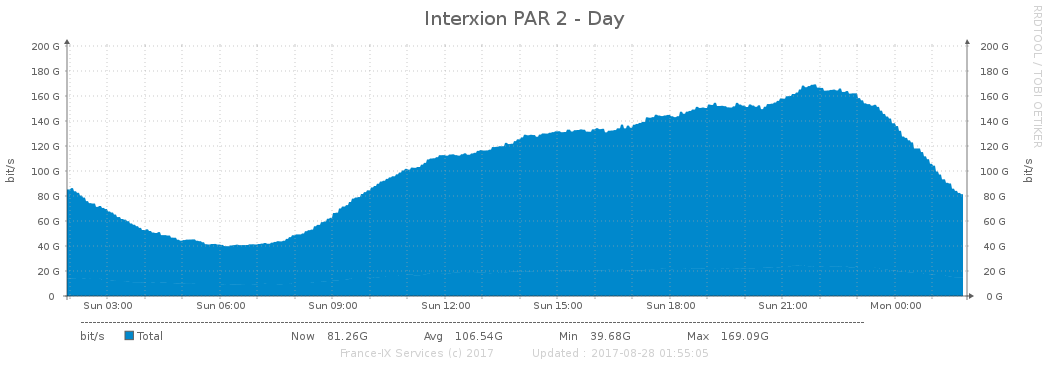 Interxion PAR 2 - Day
RRDTOOL / TOBI OETIKER
200 G 200 G
180 G 180 G
160 G 160 G
140 G 140 G
120 G 120 G
100 G 100 G
80 G 80 G
60 G 60 G
40 G 40 G
20 G 20 G
0 0 G
bit/s bit/s
Sun 03:00 Sun 06:00 Sun 09:00 Sun 12:00 Sun 15:00 Sun 18:00 Sun 21:00 Mon 00:00
bit/s Total Now 81.26G Avg 106.54G Min 39.68G Max 169.09G
France-IX Services (c) 2017 Updated : 2017-08-28 01:55:05